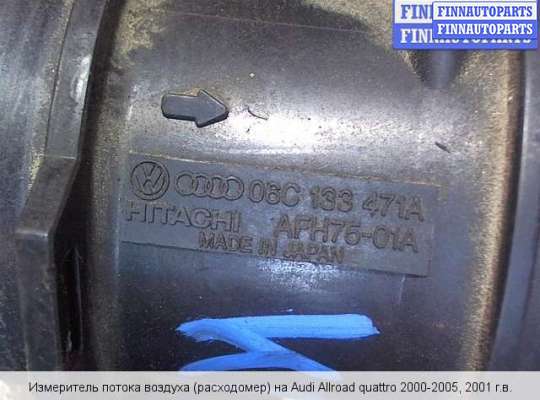 FINNAUTOPARTS
FINNAUTOPARTS
06C 133 471A
HITACHI AFH75-01A
MADE IN JAPAN
Измеритель потока воздуха (расходомер) на Audi Allroad quattro 2000-2005, 2001 г.в.